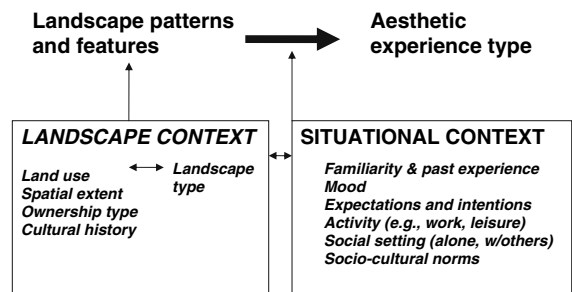 Landscape patterns
and features
Aesthetic
experience type
LANDSCAPE CONTEXT
Land use
Spatial extent
Ownership type
Cultural history
Landscape
type
SITUATIONAL CONTEXT
Familiarity & past experience
Mood
Expectations and intentions
Activity (e.g., work, leisure)
Social setting (alone, w/others)
Socio-cultural norms